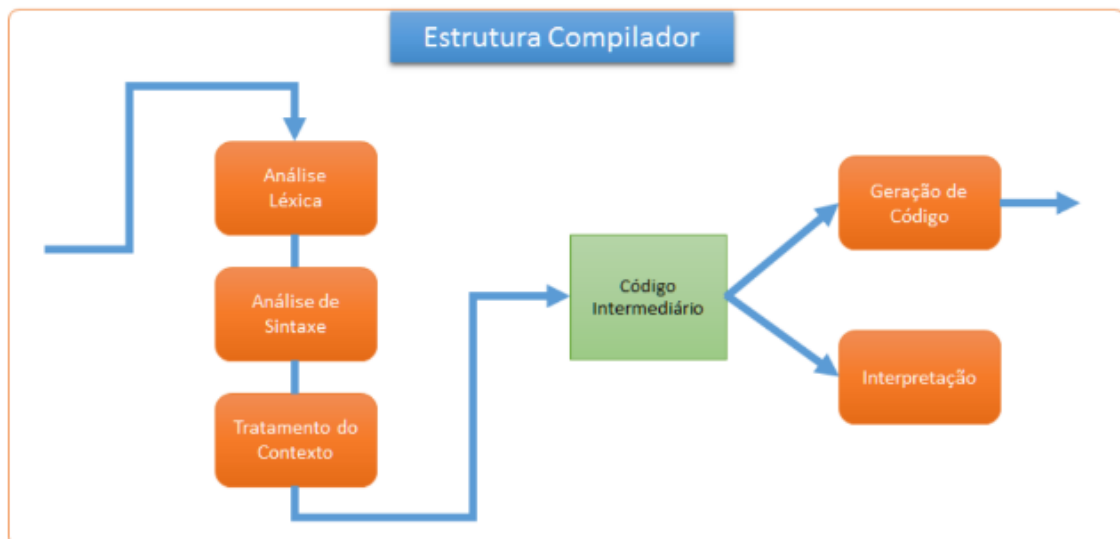 Estrutura Compilador
Análise
Léxica
Análise de
Sintaxe
Tratamento do
Contexto
Código
Intermediário
Geração de
Código
Interpretação